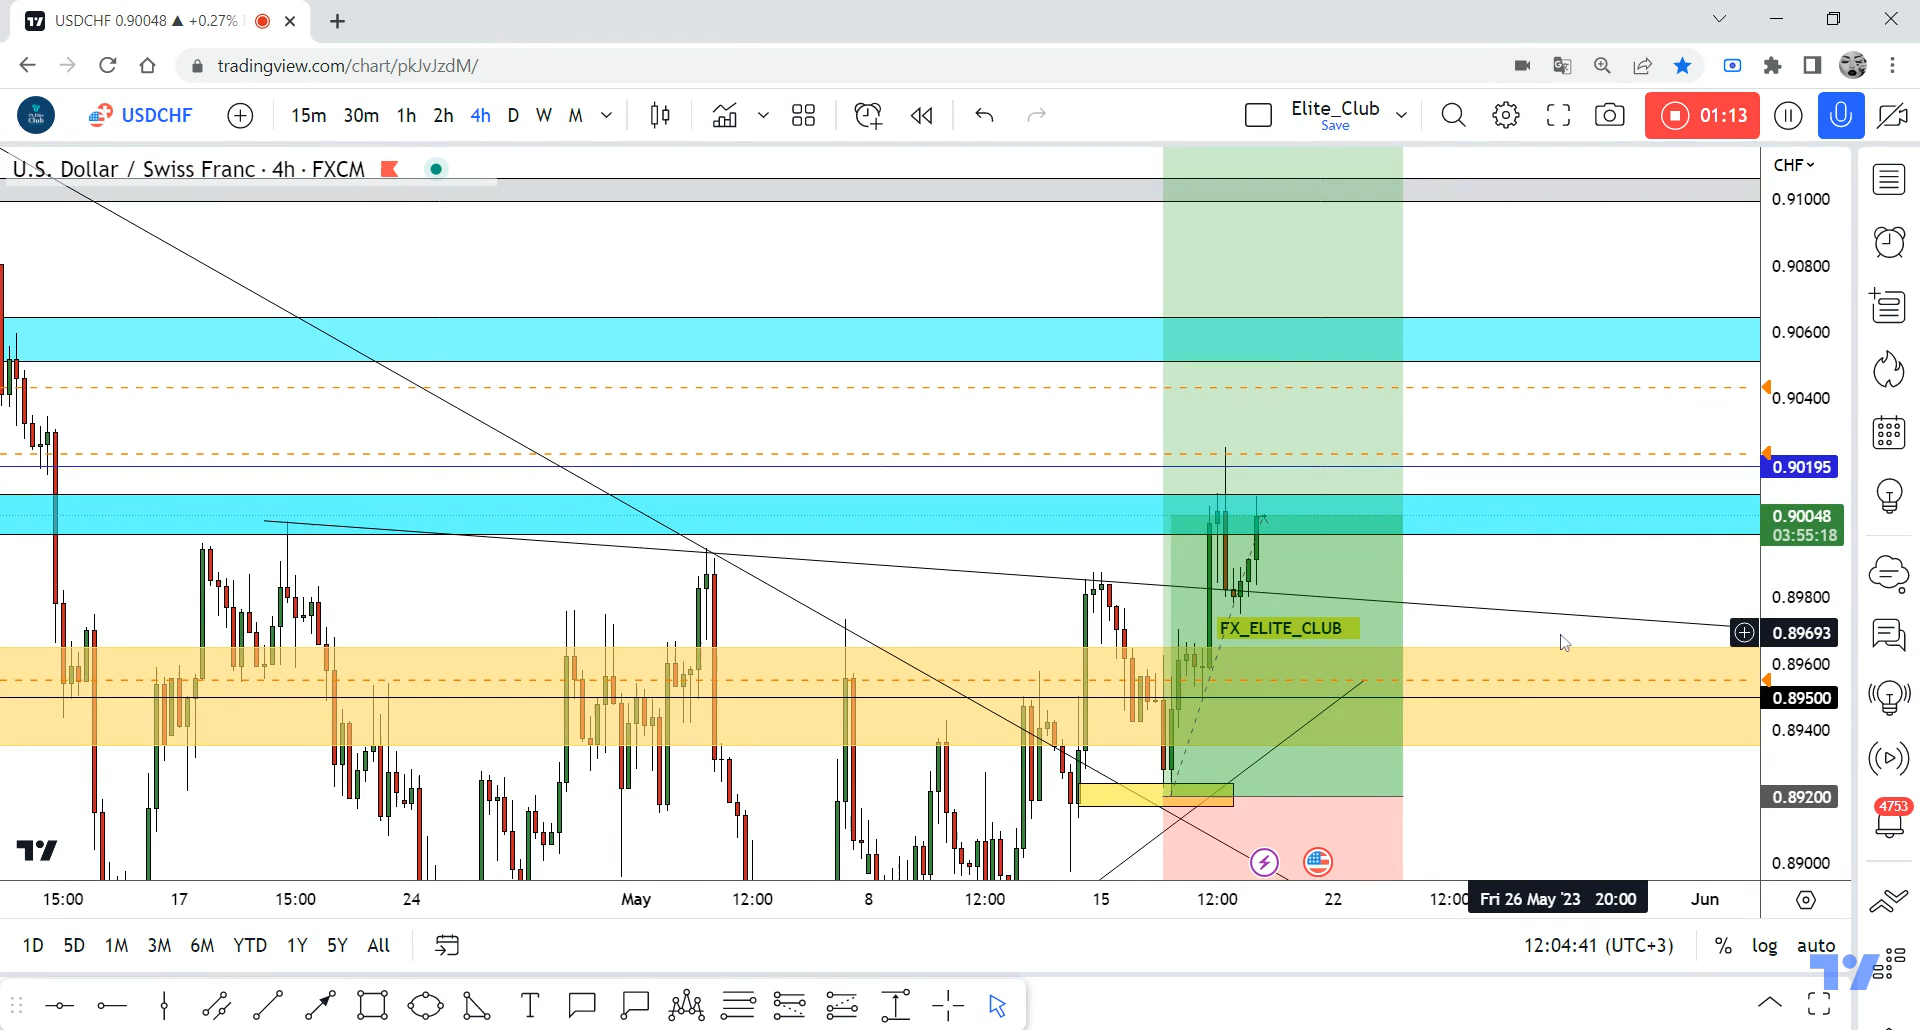 USDCHF 0.90048 ▲ +0.27%
tradingview.com/chart/pkJvJzdM/
USDCHF 15m 30m 1h 2h 4h D W M Elite_Club Save 01:13
U.S. Dollar / Swiss Franc · 4h · FXCM
CHF
0.91000
0.90800
0.90600
0.90400
0.90195
0.90048
03:55:18
0.89800
FX_ELITE_CLUB
0.89693
0.89600
0.89500
0.89400
0.89200
4753
0.89000
15:00 17 15:00 24 May 12:00 8 12:00 15 12:00 22 12:00 Fri 26 May '23 20:00 Jun
1D 5D 1M 3M 6M YTD 1Y 5Y All 12:04:41 (UTC+3) % log auto